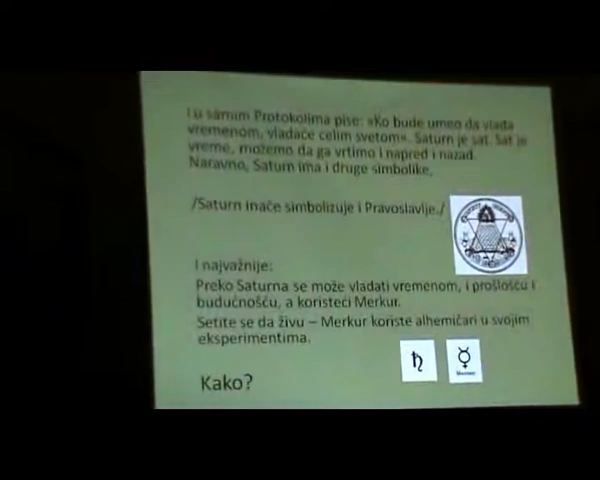 I u samim Protokolima piše: «Ko bude umeo da vlada
vremenom, vladaće celim svetom«. Saturn je sat. Sat je
vreme, možemo da ga vrtimo i napred i nazad.
Naravno, Saturn ima i druge simbolike.
/Saturn inače simbolizuje i Pravoslavlje./
I najvažnije:
Preko Saturna se može vladati vremenom, i prošlošću i
budućnošću, a koristeći Merkur.
Setite se da živu – Merkur koriste alhemičari u svojim
eksperimentima.
Kako?